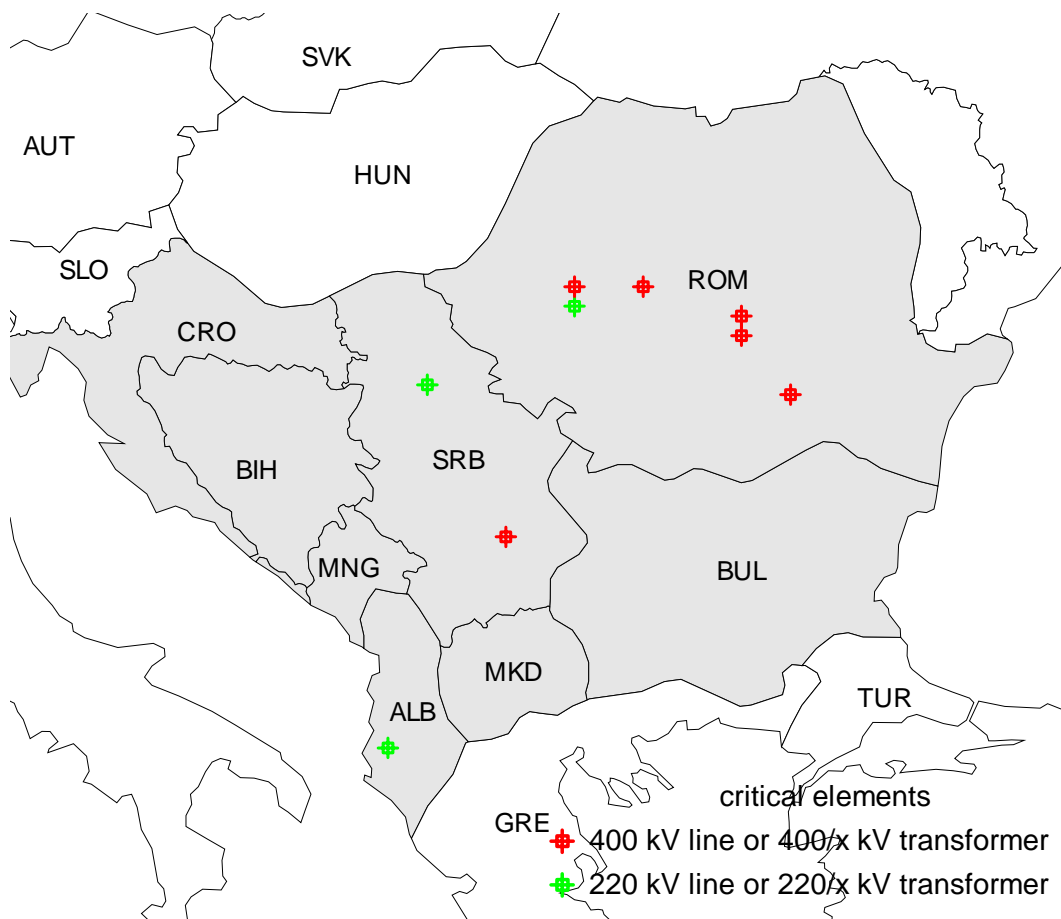 SVK
AUT
HUN
SLO
ROM
CRO
SRB
BIH
MNG
BUL
MKD
TUR
ALB
critical elements
GRE
400 kV line or 400/x kV transformer
220 kV line or 220/x kV transformer